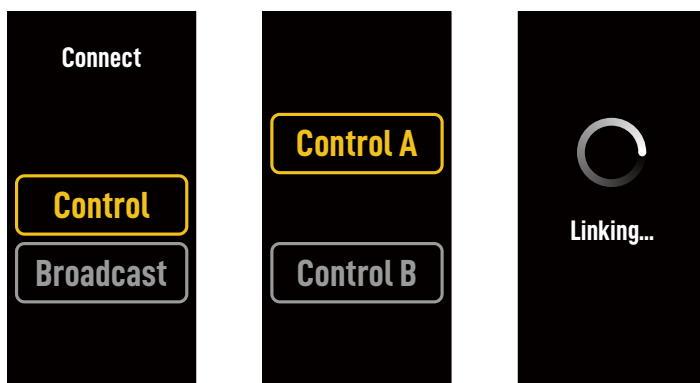 Connect
Control
Broadcast
Control A
Control B
Linking...